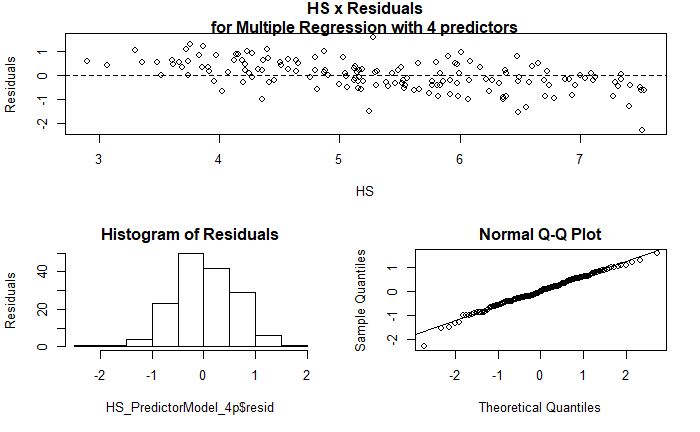 HS x Residuals
for Multiple Regression with 4 predictors
Residuals
1
0
-1
-2
3
4
5
6
7
HS
Histogram of Residuals
Residuals
40
20
0
-2
-1
0
1
2
HS_PredictorModel_4p$resid
Normal Q-Q Plot
Sample Quantiles
1
0
-1
-2
-2
-1
0
1
2
Theoretical Quantiles